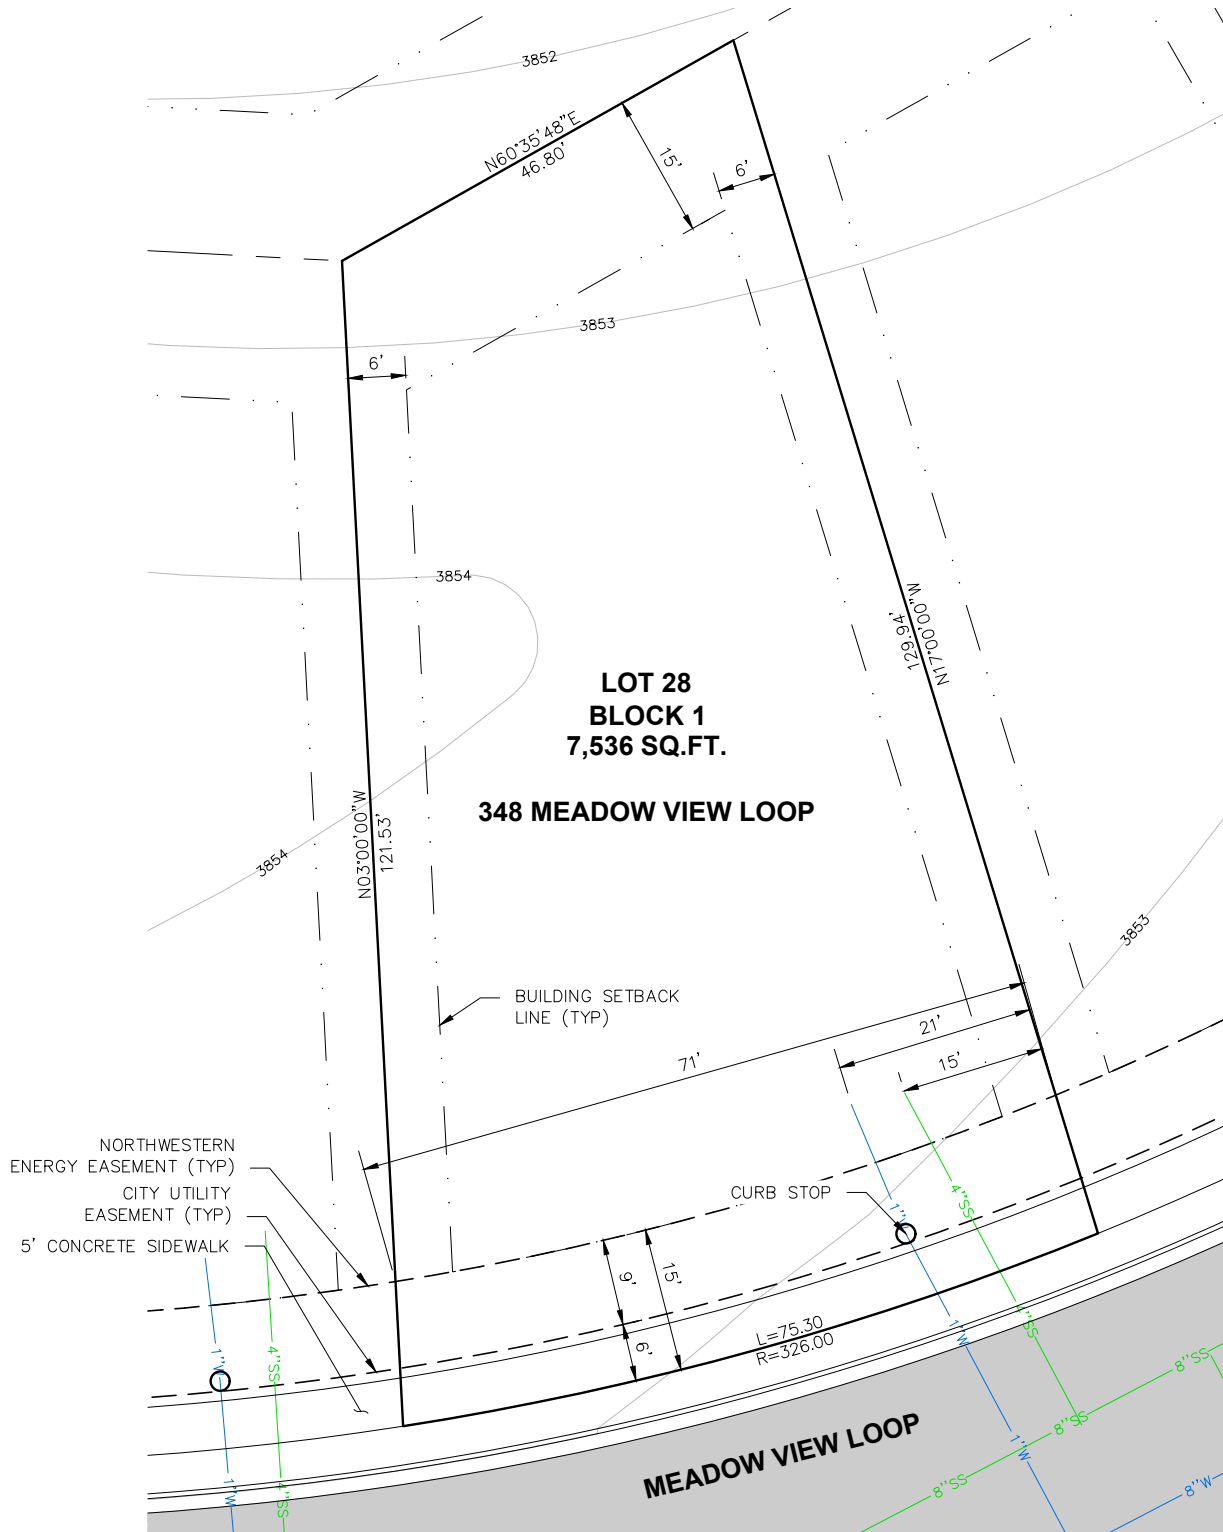 3852
N60°35'48"E
46.80'
15'
6'
3853
6'
3854
N17°00'00"W
129.94'
LOT 28
BLOCK 1
7,536 SQ.FT.
348 MEADOW VIEW LOOP
N03°00'00"W
121.53'
3854
3853
BUILDING SETBACK
LINE (TYP)
71'
21'
15'
NORTHWESTERN
ENERGY EASEMENT (TYP)
CITY UTILITY
EASEMENT (TYP)
5' CONCRETE SIDEWALK
CURB STOP
1"W
4"SS
9'
15'
6'
L=75.30
R=326.00
1"W
4"SS
4"SS
1"W
8"SS
8"SS
8"SS
MEADOW VIEW LOOP
1"W
4"SS
8"W